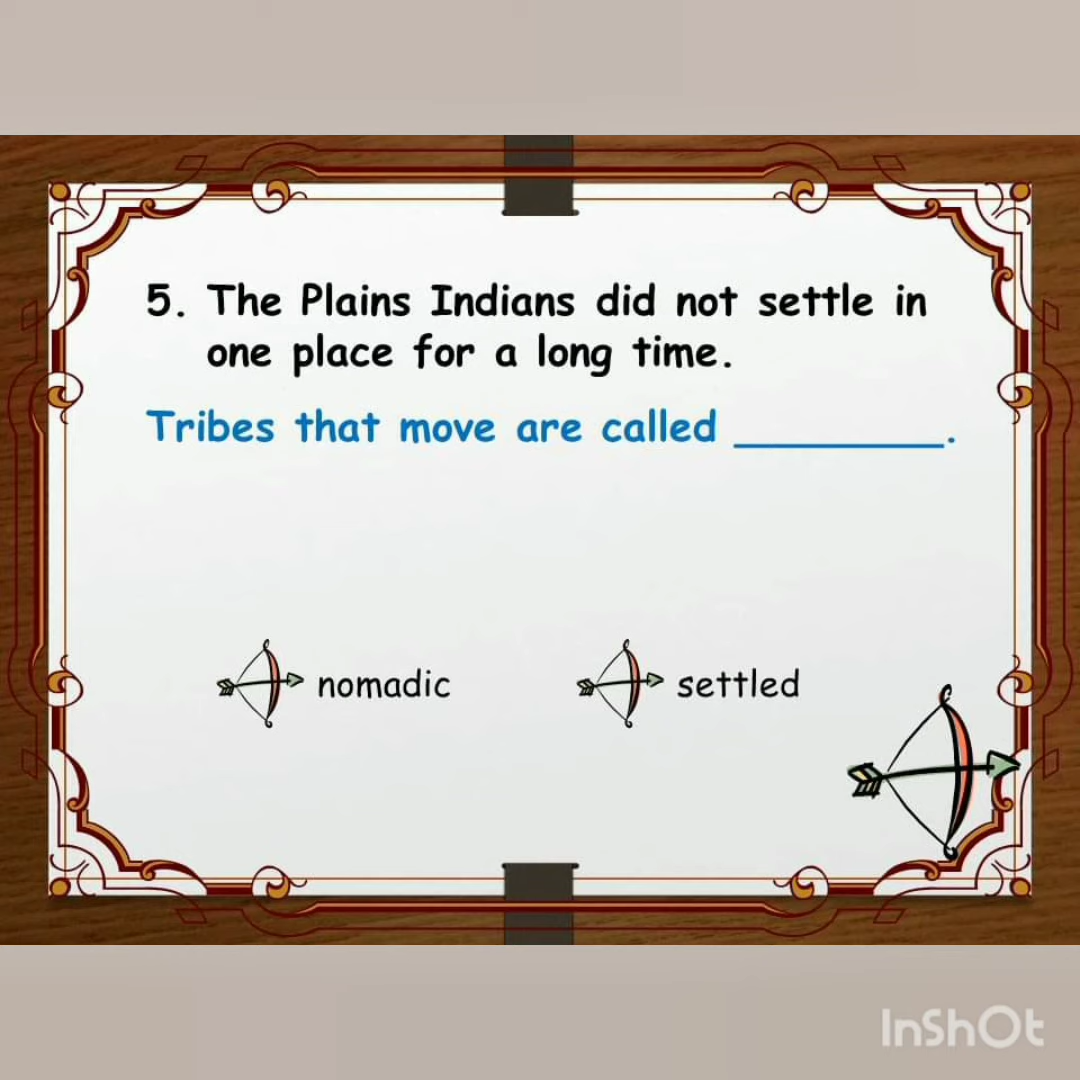 5. The Plains Indians did not settle in
one place for a long time.
Tribes that move are called __________.
nomadic
settled
InShOt